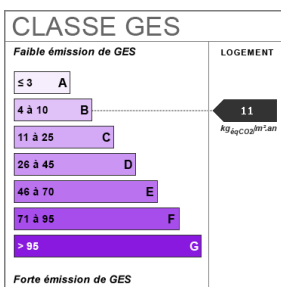 CLASSE GES
Faible émission de GES
LOGEMENT
≤ 3 A
4 à 10 B
11
kgéqCO2/m².an
11 à 25 C
26 à 45 D
46 à 70 E
71 à 95 F
> 95 G
Forte émission de GES